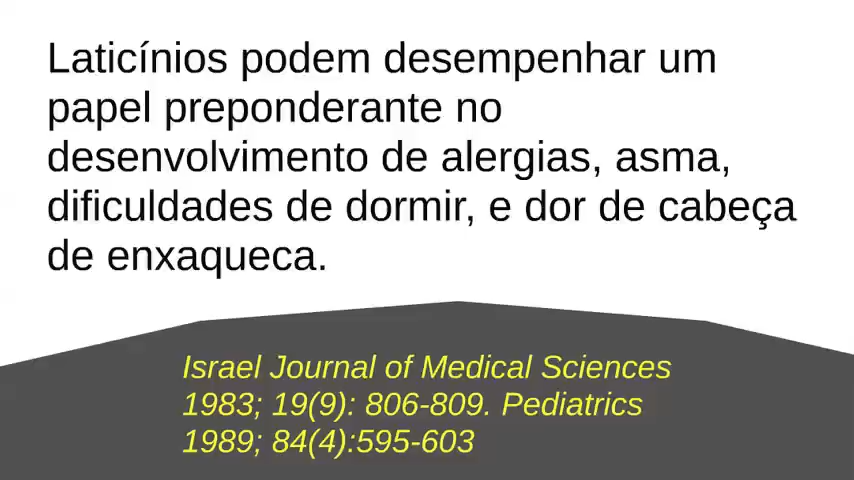 Laticínios podem desempenhar um
papel preponderante no
desenvolvimento de alergias, asma,
dificuldades de dormir, e dor de cabeça
de enxaqueca.
Israel Journal of Medical Sciences
1983; 19(9): 806-809. Pediatrics
1989; 84(4):595-603